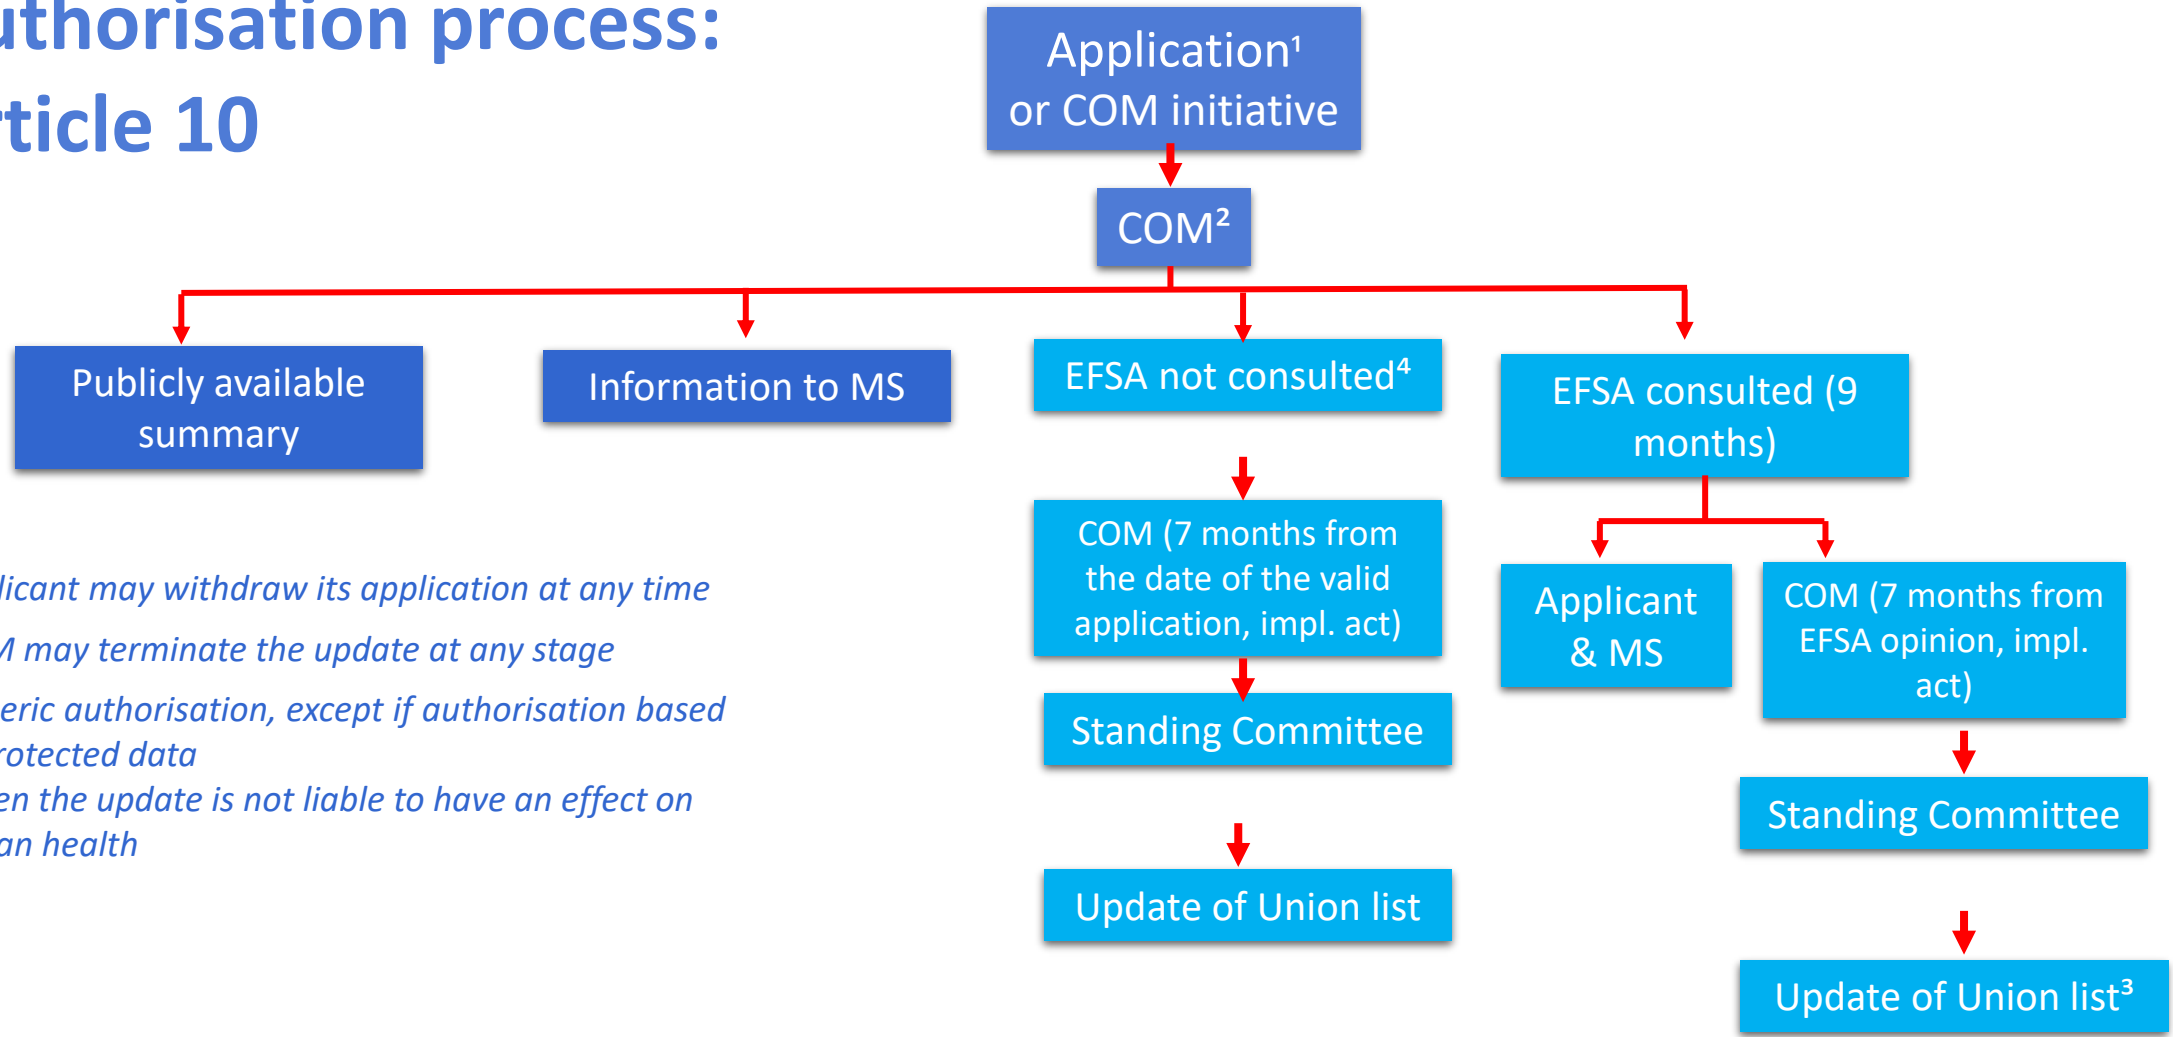 uthorisation process:
rticle 10
Application¹
or COM initiative
COM²
Publicly available
summary
Information to MS
EFSA not consulted⁴
EFSA consulted (9
months)
COM (7 months from
the date of the valid
application, impl. act)
Applicant
& MS
COM (7 months from
EFSA opinion, impl.
act)
Standing Committee
Standing Committee
Update of Union list
Update of Union list³
licant may withdraw its application at any time
M may terminate the update at any stage
eric authorisation, except if authorisation based
rotected data
en the update is not liable to have an effect on
an health